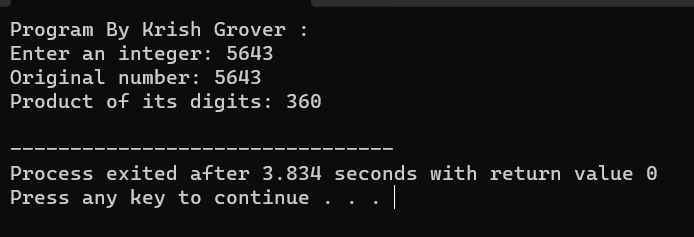 Program By Krish Grover :
Enter an integer: 5643
Original number: 5643
Product of its digits: 360

--------------------------------
Process exited after 3.834 seconds with return value 0
Press any key to continue . . .